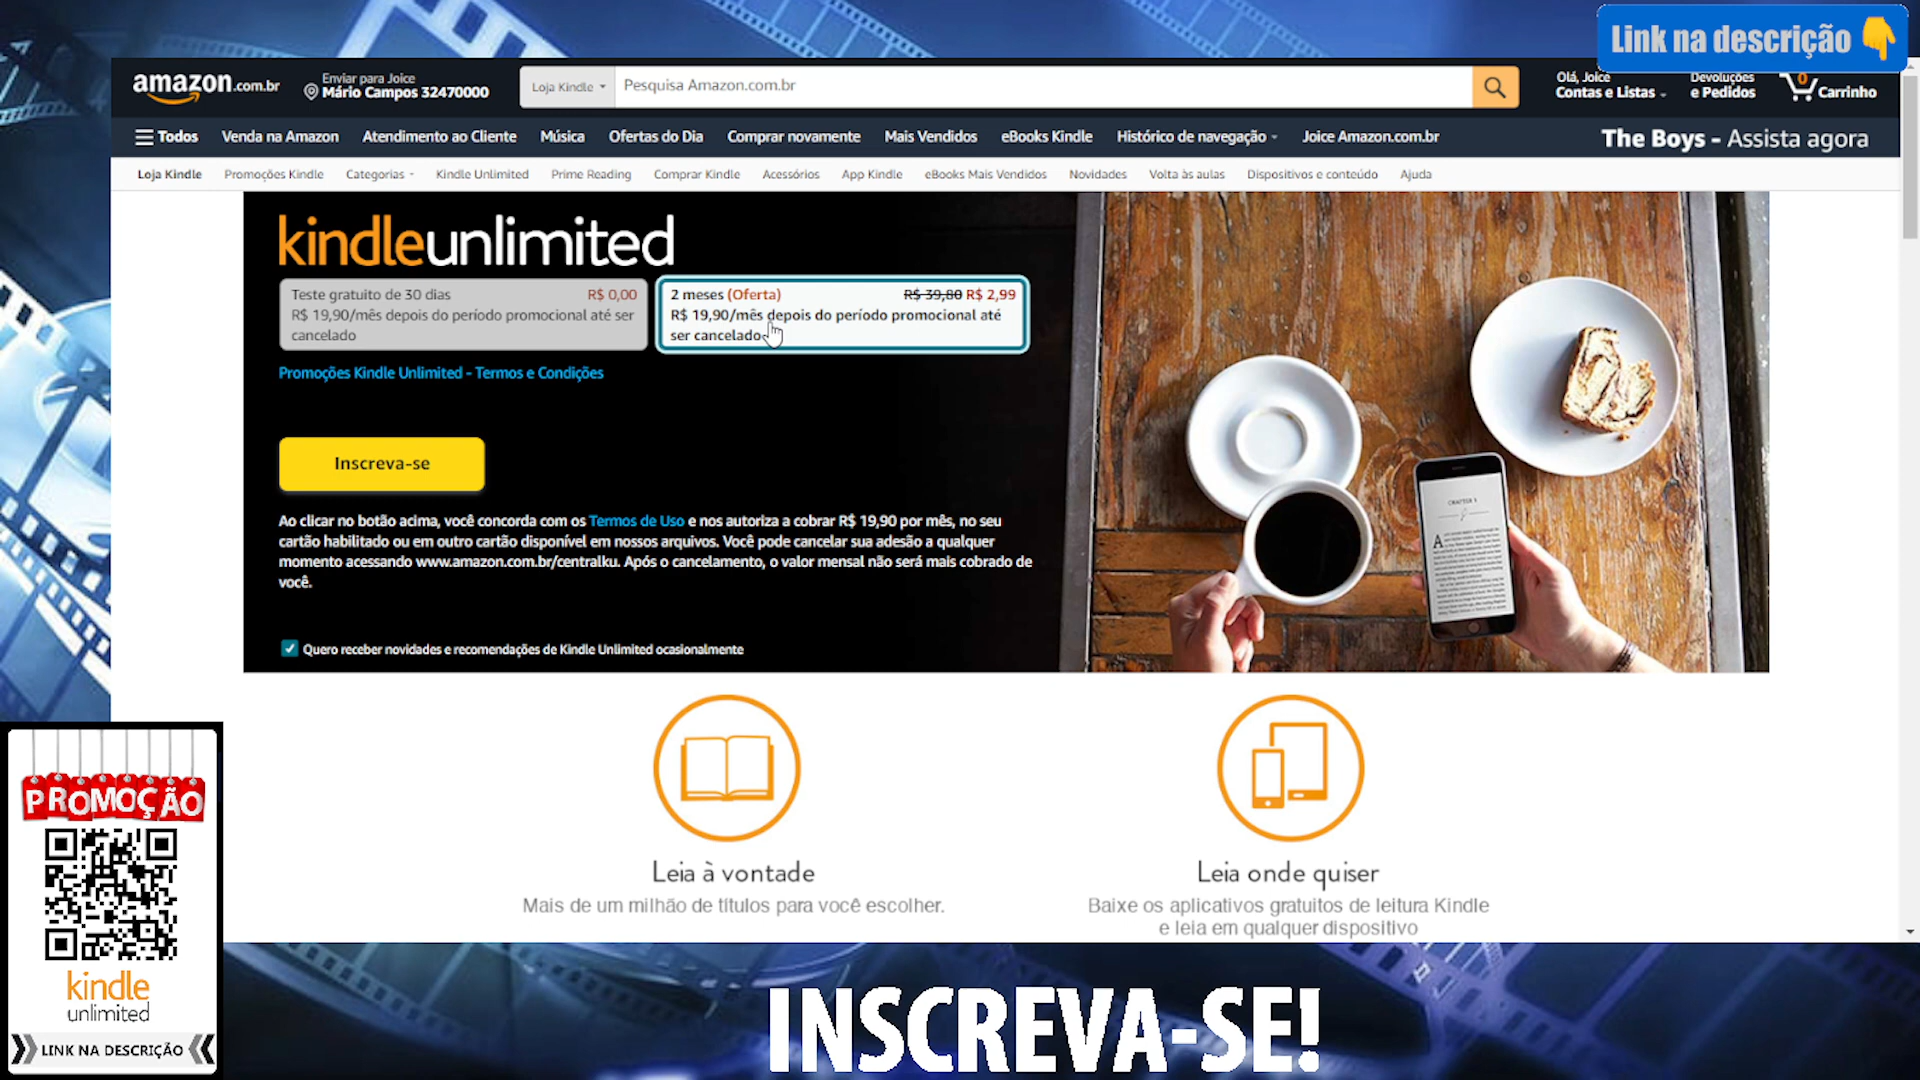 Link na descrição
amazon.com.br
Enviar para Joice
Mário Campos 32470000
Loja Kindle
Pesquisa Amazon.com.br
Olá, Joice
Contas e Listas
Devoluções
e Pedidos
0
Carrinho
Todos
Venda na Amazon
Atendimento ao Cliente
Música
Ofertas do Dia
Comprar novamente
Mais Vendidos
eBooks Kindle
Histórico de navegação
Joice Amazon.com.br
The Boys - Assista agora
Loja Kindle
Promoções Kindle
Categorias
Kindle Unlimited
Prime Reading
Comprar Kindle
Acessórios
App Kindle
eBooks Mais Vendidos
Novidades
Volta às aulas
Dispositivos e conteúdo
Ajuda
kindleunlimited
Teste gratuito de 30 dias R$ 0,00
R$ 19,90/mês depois do período promocional até ser
cancelado
2 meses (Oferta) R$ 39,80 R$ 2,99
R$ 19,90/mês depois do período promocional até
ser cancelado
Promoções Kindle Unlimited - Termos e Condições
Inscreva-se
Ao clicar no botão acima, você concorda com os Termos de Uso e nos autoriza a cobrar R$ 19,90 por mês, no seu
cartão habilitado ou em outro cartão disponível em nossos arquivos. Você pode cancelar sua adesão a qualquer
momento acessando www.amazon.com.br/centralku. Após o cancelamento, o valor mensal não será mais cobrado de
você.
Quero receber novidades e recomendações de Kindle Unlimited ocasionalmente
CHAPTER 1
Leia à vontade
Mais de um milhão de títulos para você escolher.
Leia onde quiser
Baixe os aplicativos gratuitos de leitura Kindle
e leia em qualquer dispositivo
PROMOÇÃO
kindle
unlimited
LINK NA DESCRIÇÃO
INSCREVA-SE!